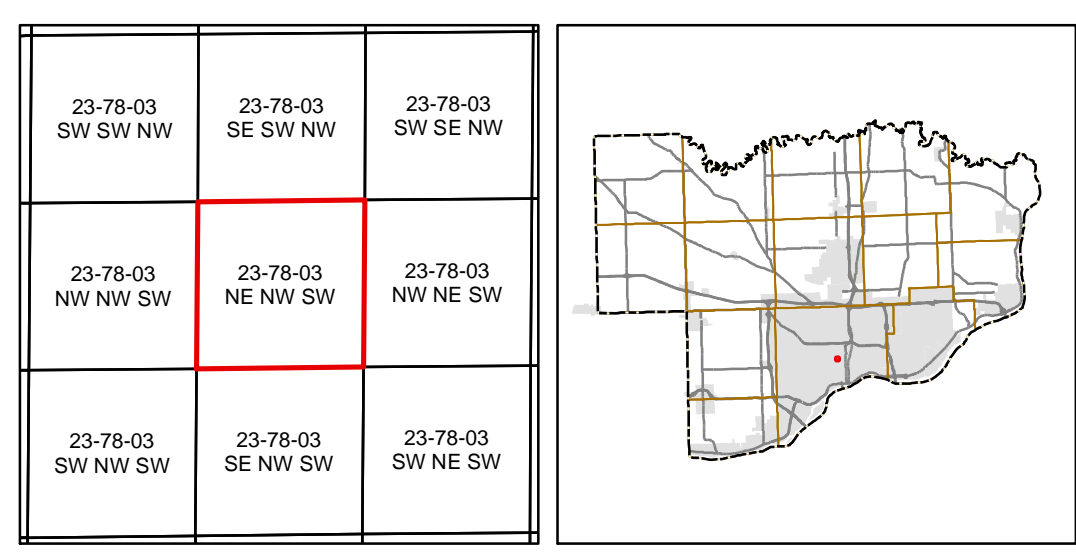 23-78-03
SW SW NW
23-78-03
SE SW NW
23-78-03
SW SE NW
23-78-03
NW NW SW
23-78-03
NE NW SW
23-78-03
NW NE SW
23-78-03
SW NW SW
23-78-03
SE NW SW
23-78-03
SW NE SW